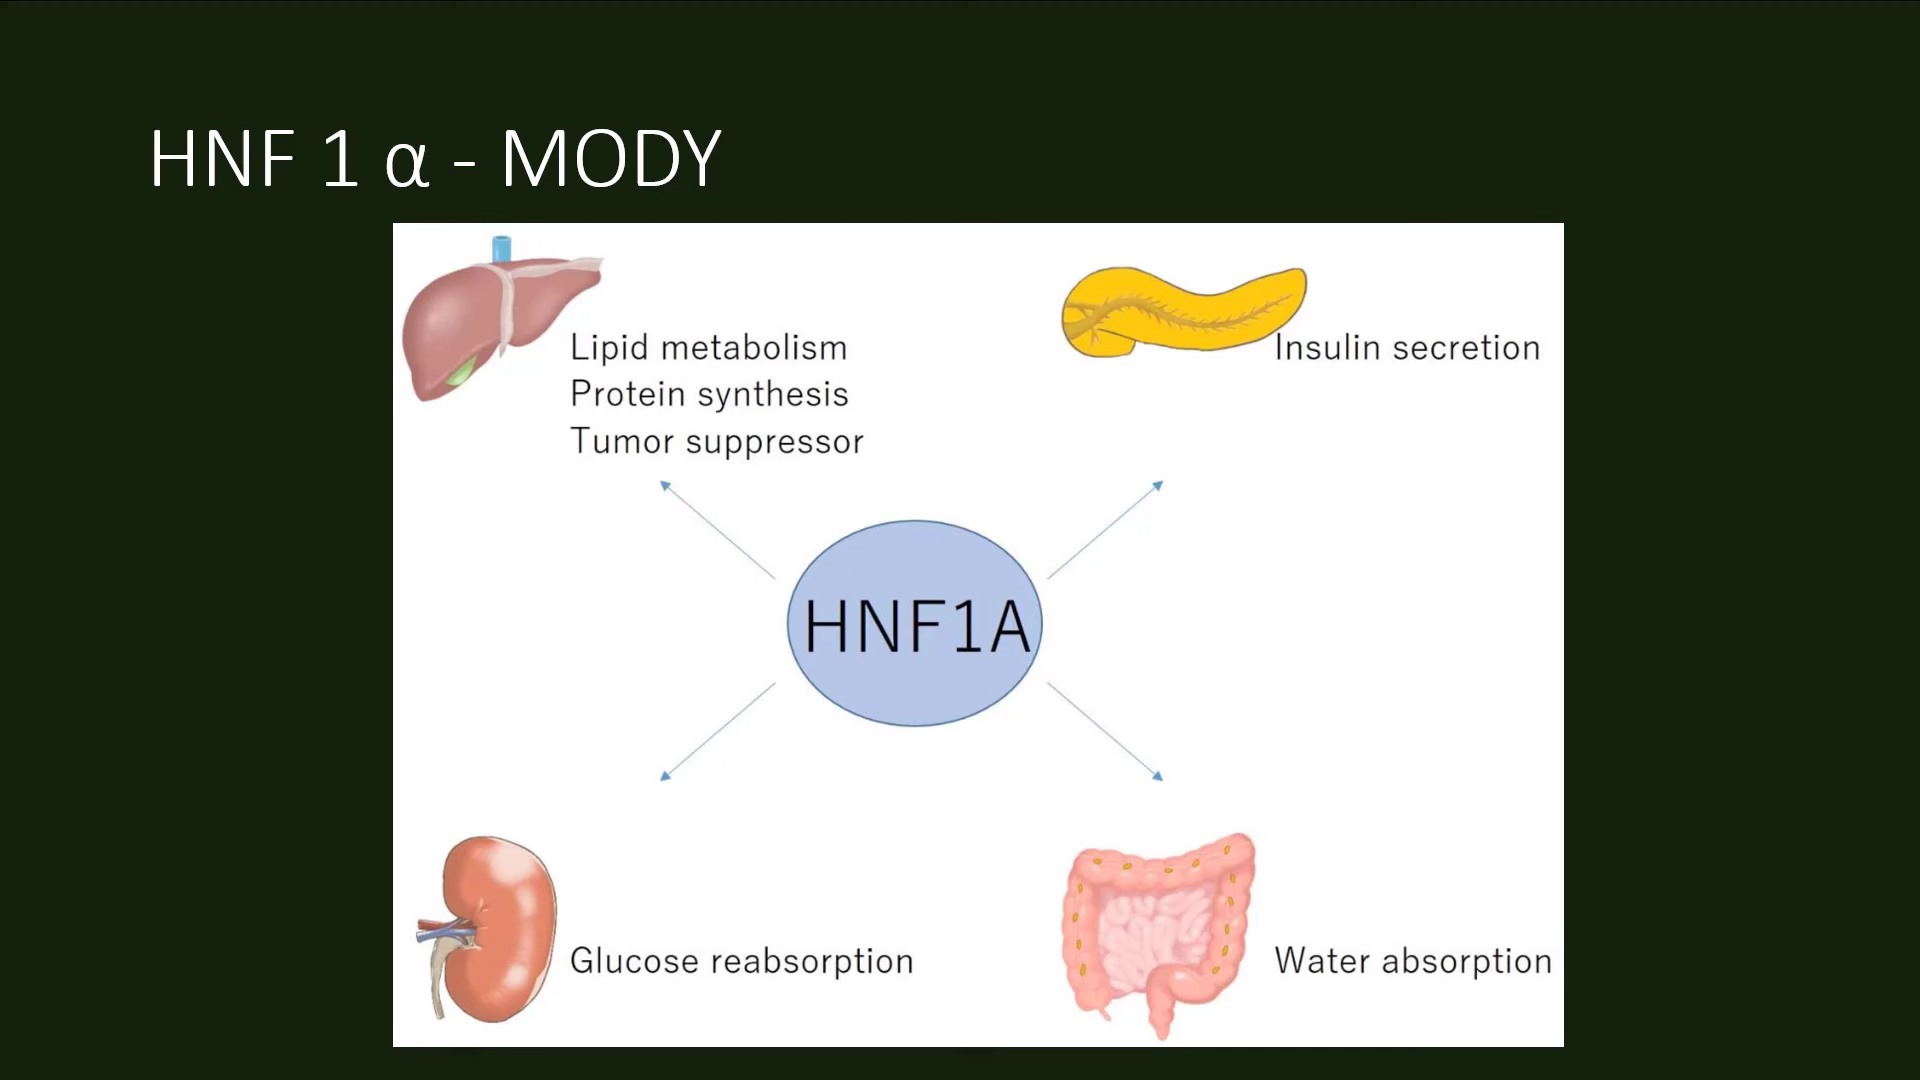 HNF 1 α - MODY
Lipid metabolism
Protein synthesis
Tumor suppressor
Insulin secretion
HNF1A
Glucose reabsorption
Water absorption